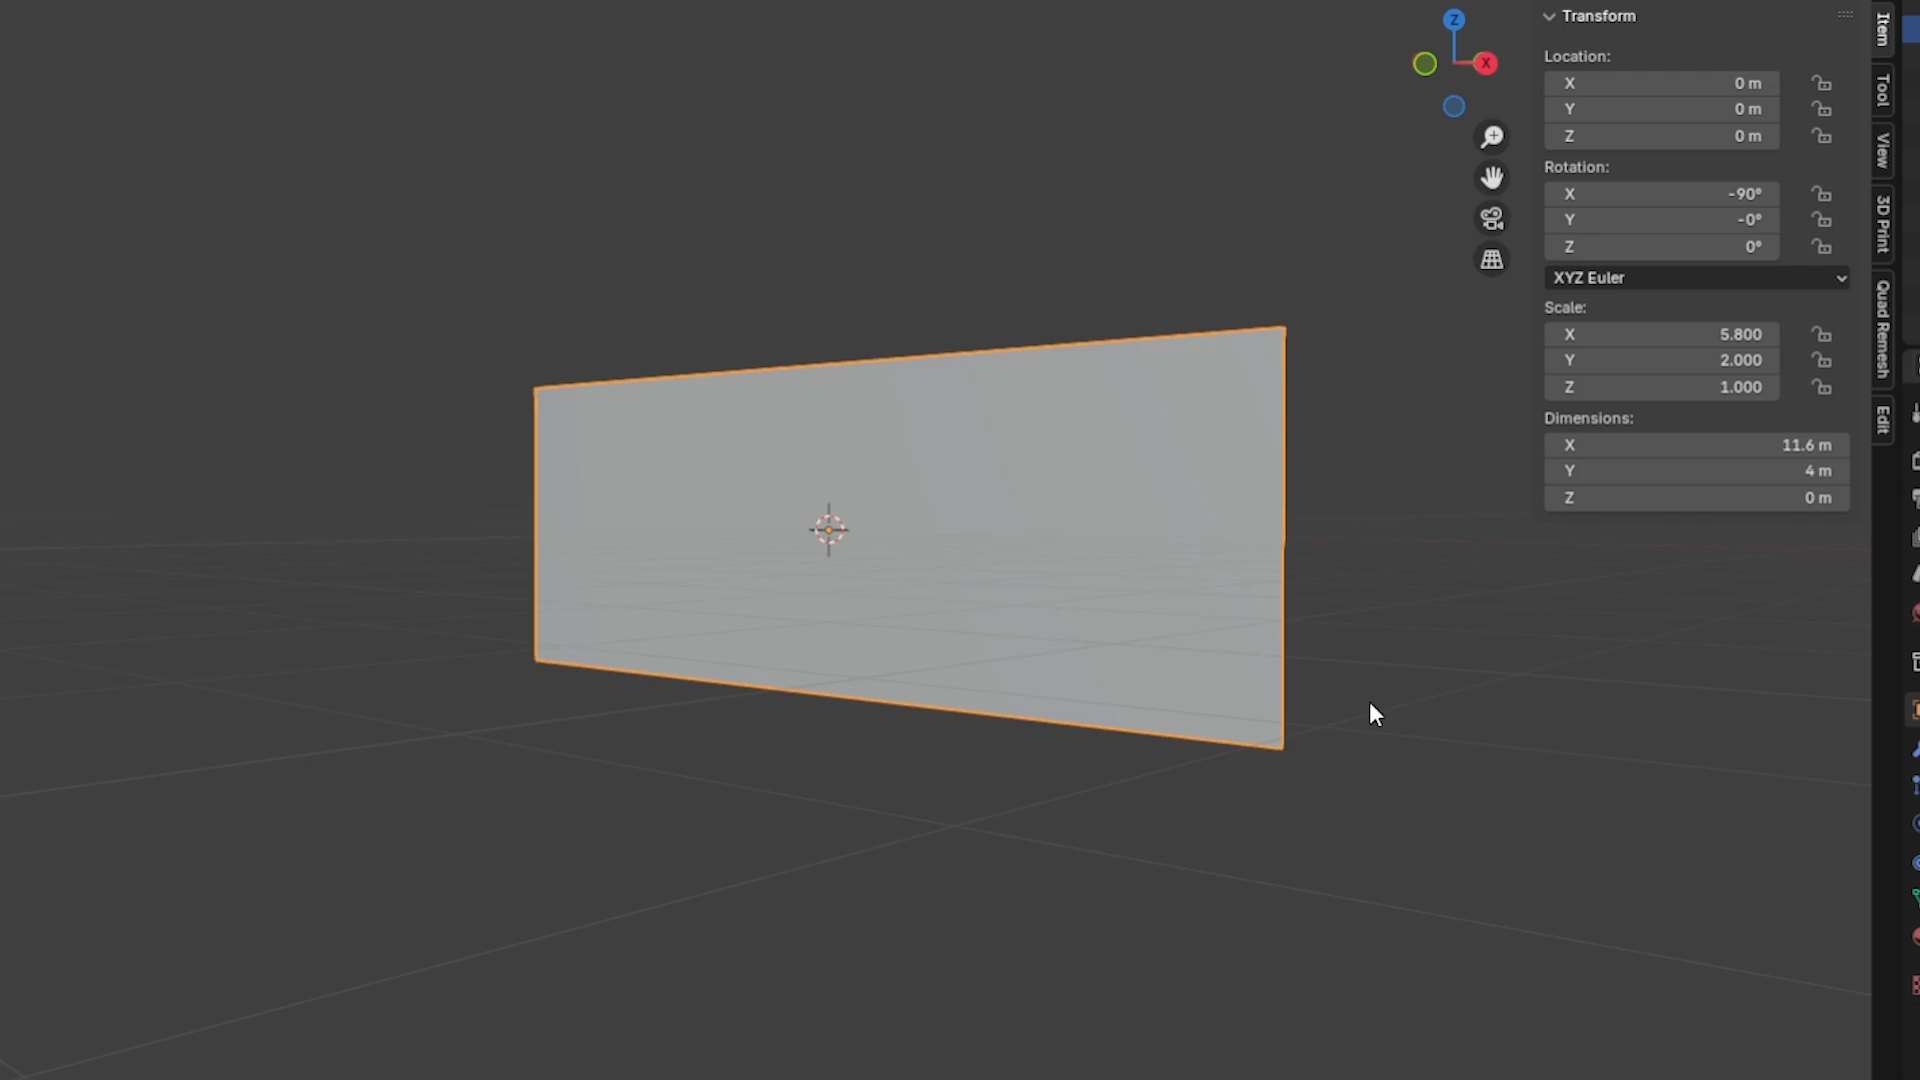 Z
X
Transform
Location:
X 0 m
Y 0 m
Z 0 m
Rotation:
X -90°
Y -0°
Z 0°
XYZ Euler
Scale:
X 5.800
Y 2.000
Z 1.000
Dimensions:
X 11.6 m
Y 4 m
Z 0 m
Item
Tool
View
3D Print
Quad Remesh
Edit